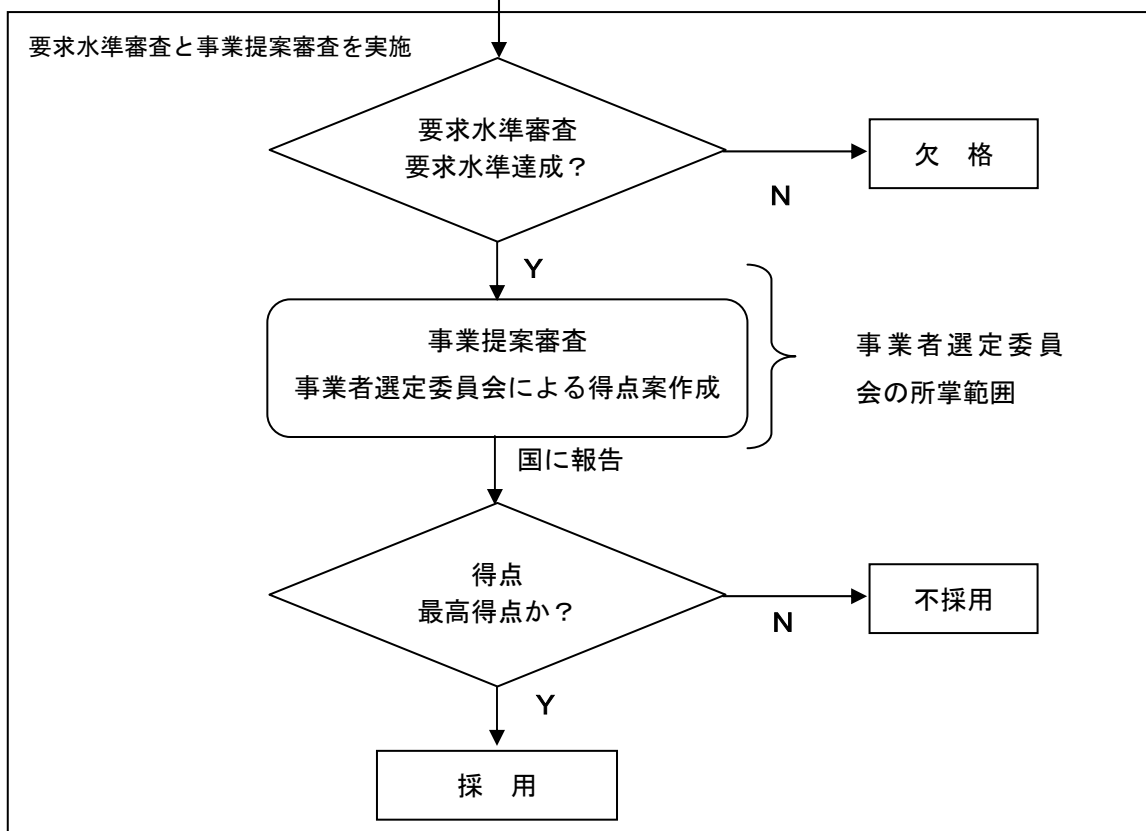 要求水準審査と事業提案審査を実施
要求水準審査
要求水準達成？
N
欠　格
Y
事業提案審査
事業者選定委員会による得点案作成
事業者選定委員
会の所掌範囲
国に報告
得点
最高得点か？
N
不採用
Y
採　用